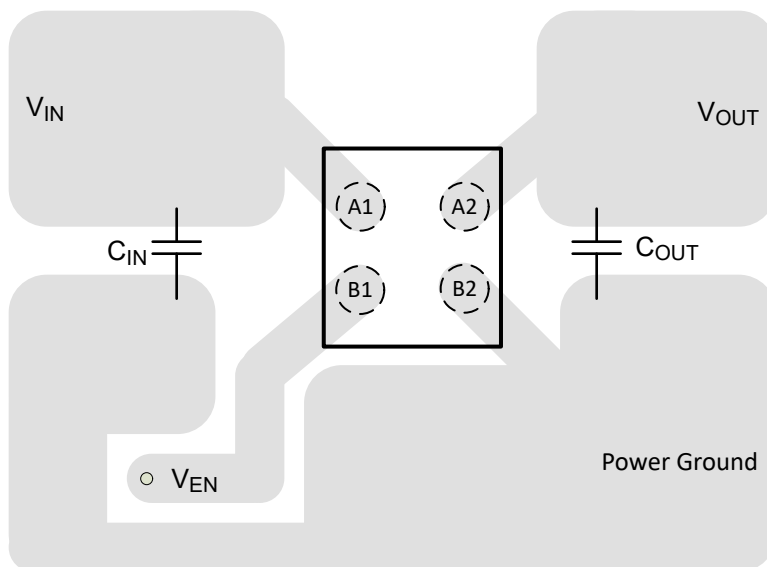 VIN
VOUT
A1
A2
CIN
COUT
B1
B2
Power Ground
VEN